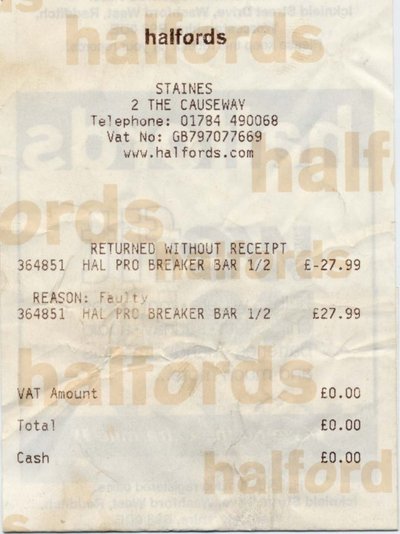 halfords
STAINES
2 THE CAUSEWAY
Telephone: 01784 490068
Vat No: GB797077669
www.halfords.com
RETURNED WITHOUT RECEIPT
364851 HAL PRO BREAKER BAR 1/2 £-27.99
REASON: Faulty
364851 HAL PRO BREAKER BAR 1/2 £27.99
VAT Amount £0.00
Total £0.00
Cash £0.00